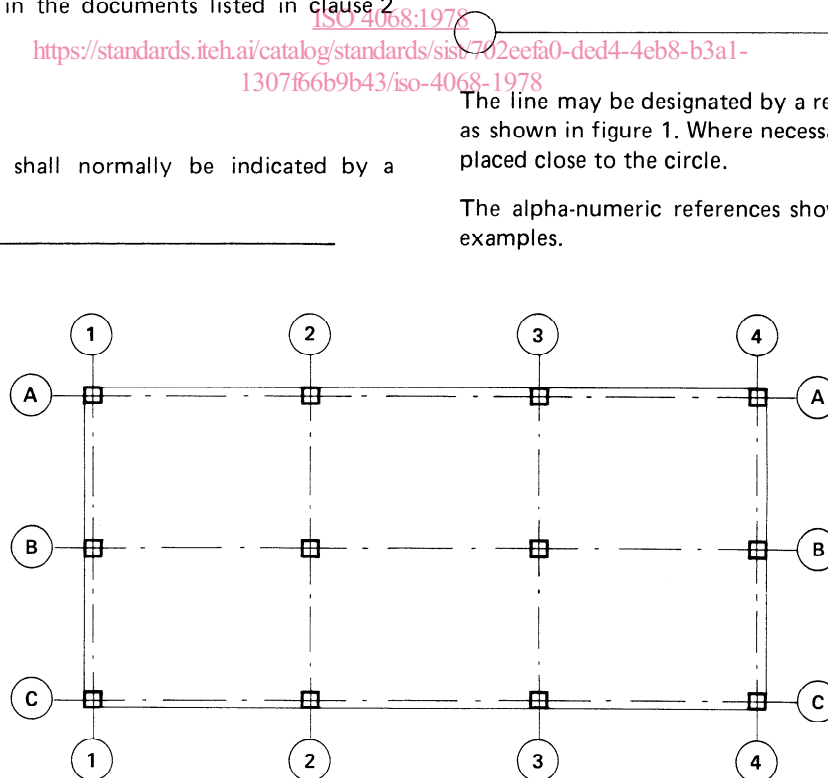 in the documents listed in clause 2
ISO 4068:1978
https://standards.iteh.ai/catalog/standards/sist/702eefa0-ded4-4eb8-b3a1-
1307f66b9b43/iso-4068-1978
shall normally be indicated by a
The line may be designated by a re
as shown in figure 1. Where necessa
placed close to the circle.
The alpha-numeric references show
examples.
1 2 3 4
A A
B B
C C
1 2 3 4